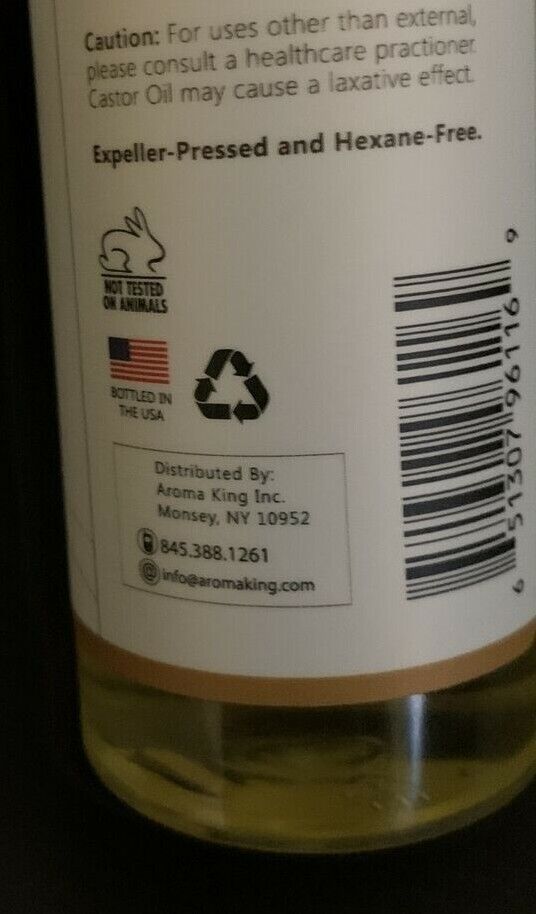 Caution: For uses other than external,
please consult a healthcare practioner.
Castor Oil may cause a laxative effect.
Expeller-Pressed and Hexane-Free.
NOT TESTED
ON ANIMALS
BOTTLED IN
THE USA
Distributed By:
Aroma King Inc.
Monsey, NY 10952
845.388.1261
@ info@aromaking.com
6 51307 96116 9